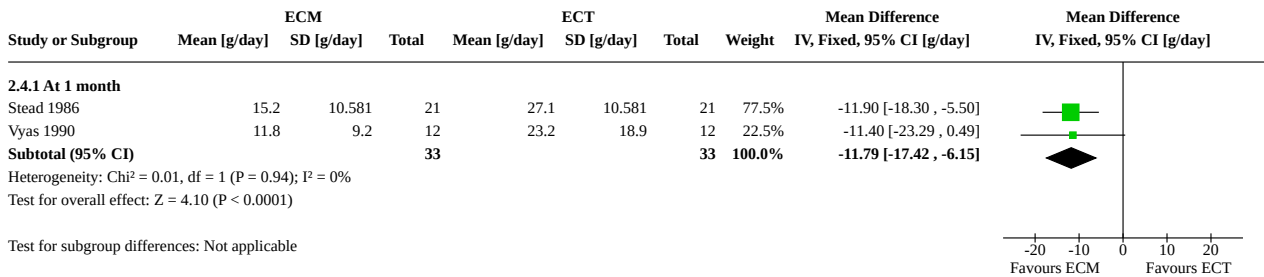 ECM ECT Mean Difference Mean Difference
Study or Subgroup Mean [g/day] SD [g/day] Total Mean [g/day] SD [g/day] Total Weight IV, Fixed, 95% CI [g/day] IV, Fixed, 95% CI [g/day]
2.4.1 At 1 month
Stead 1986 15.2 10.581 21 27.1 10.581 21 77.5% -11.90 [-18.30 , -5.50]
Vyas 1990 11.8 9.2 12 23.2 18.9 12 22.5% -11.40 [-23.29 , 0.49]
Subtotal (95% CI) 33 33 100.0% -11.79 [-17.42 , -6.15]
Heterogeneity: Chi² = 0.01, df = 1 (P = 0.94); I² = 0%
Test for overall effect: Z = 4.10 (P < 0.0001)
Test for subgroup differences: Not applicable
-20 -10 0 10 20
Favours ECM Favours ECT